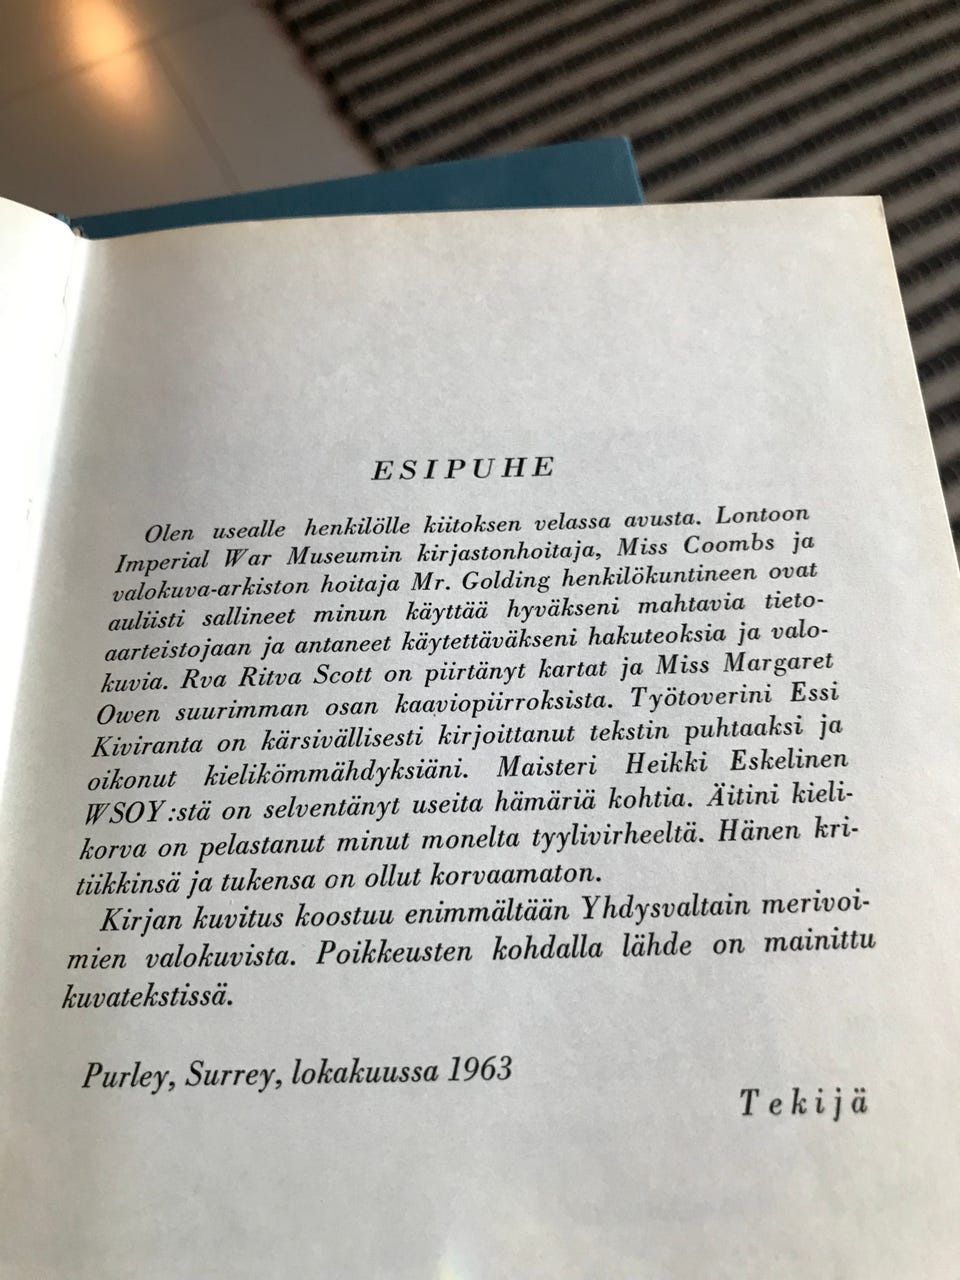 ESIPUHE
Olen usealle henkilölle kiitoksen velassa avusta. Lontoon
Imperial War Museumin kirjastonhoitaja, Miss Coombs ja
valokuva-arkiston hoitaja Mr. Golding henkilökuntineen ovat
auliisti sallineet minun käyttää hyväkseni mahtavia tieto-
aarteistojaan ja antaneet käytettäväkseni hakuteoksia ja valo-
kuvia. Rva Ritva Scott on piirtänyt kartat ja Miss Margaret
Owen suurimman osan kaaviopiirroksista. Työtoverini Essi
Kiviranta on kärsivällisesti kirjoittanut tekstin puhtaaksi ja
oikonut kielikömmähdyksiäni. Maisteri Heikki Eskelinen
WSOY:stä on selventänyt useita hämäriä kohtia. Äitini kieli-
korva on pelastanut minut monelta tyylivirheeltä. Hänen kri-
tiikkinsä ja tukensa on ollut korvaamaton.
Kirjan kuvitus koostuu enimmältään Yhdysvaltain merivoi-
mien valokuvista. Poikkeusten kohdalla lähde on mainittu
kuvatekstissä.
Purley, Surrey, lokakuussa 1963
Tekijä